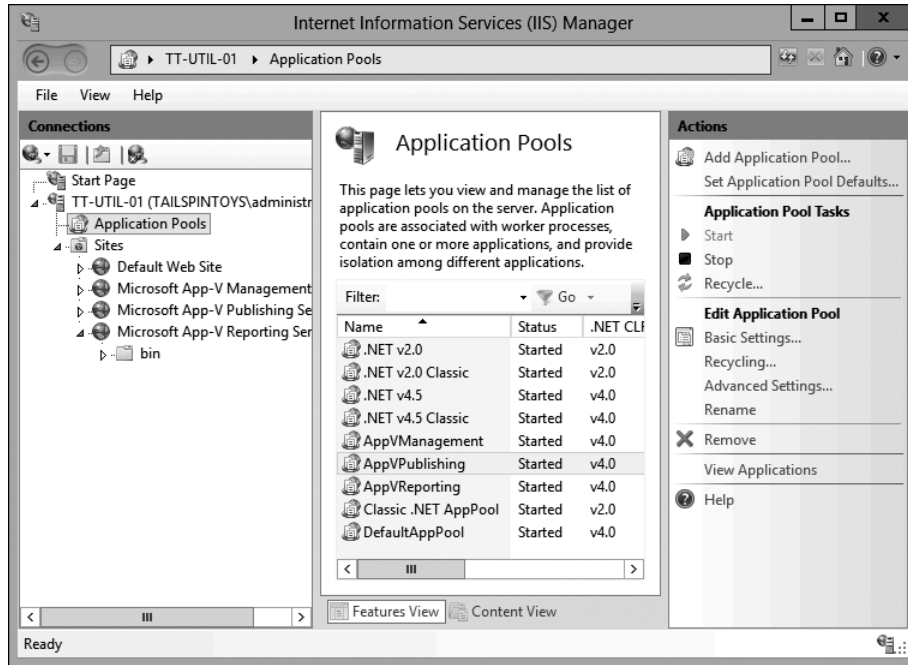 Internet Information Services (IIS) Manager
TT-UTIL-01 Application Pools
File View Help
Connections
Start Page
TT-UTIL-01 (TAILSPINTOYS\administr
Application Pools
Sites
Default Web Site
Microsoft App-V Management
Microsoft App-V Publishing Se
Microsoft App-V Reporting Ser
bin
Application Pools
This page lets you view and manage the list of
application pools on the server. Application
pools are associated with worker processes,
contain one or more applications, and provide
isolation among different applications.
Filter: Go
Name Status .NET CLF
.NET v2.0 Started v2.0
.NET v2.0 Classic Started v2.0
.NET v4.5 Started v4.0
.NET v4.5 Classic Started v4.0
AppVManagement Started v4.0
AppVPublishing Started v4.0
AppVReporting Started v4.0
Classic .NET AppPool Started v2.0
DefaultAppPool Started v4.0
Features View Content View
Actions
Add Application Pool...
Set Application Pool Defaults...
Application Pool Tasks
Start
Stop
Recycle...
Edit Application Pool
Basic Settings...
Recycling...
Advanced Settings...
Rename
Remove
View Applications
Help
Ready